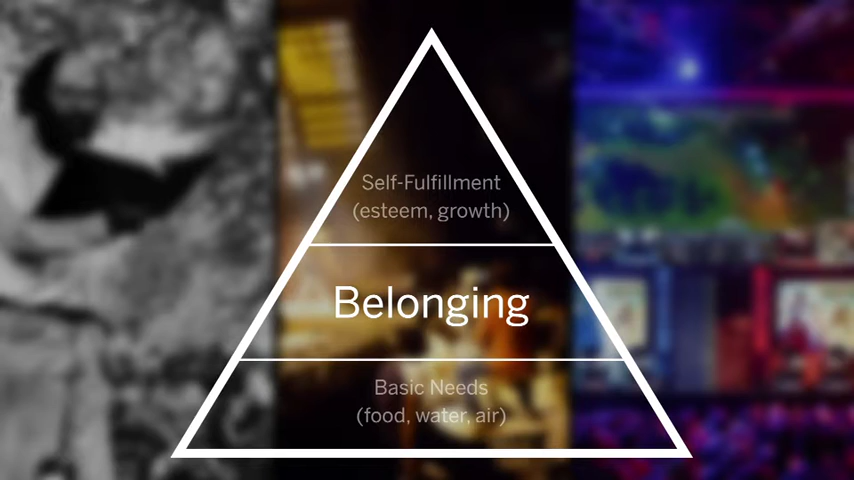 Self-Fulfillment
(esteem, growth)
Belonging
Basic Needs
(food, water, air)